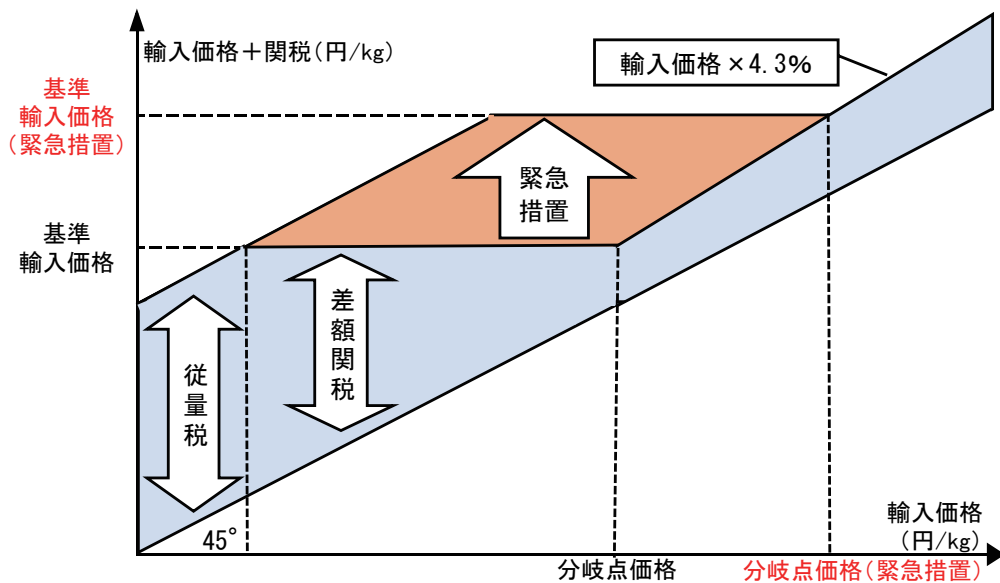 輸入価格＋関税(円/kg)
輸入価格×4.3%
基準
輸入価格
（緊急措置）
緊急
措置
基準
輸入価格
差額関税
従量税
45°
輸入価格
(円/kg)
分岐点価格
分岐点価格(緊急措置)